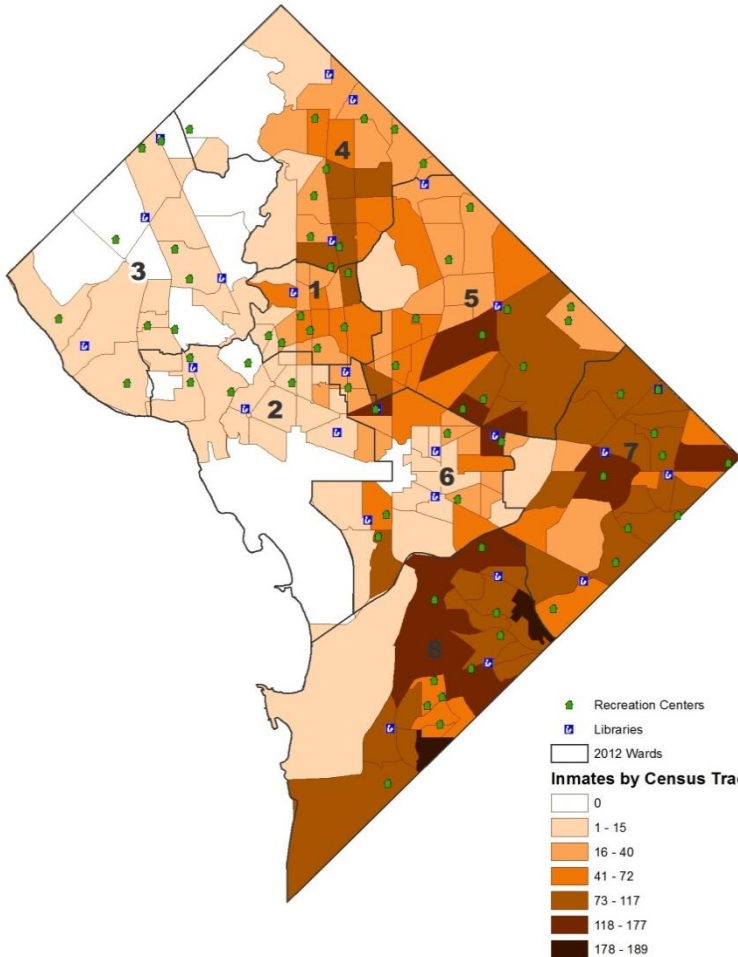 4
3
1
5
2
7
6
8
Recreation Centers
Libraries
2012 Wards
Inmates by Census Tra
0
1 - 15
16 - 40
41 - 72
73 - 117
118 - 177
178 - 189